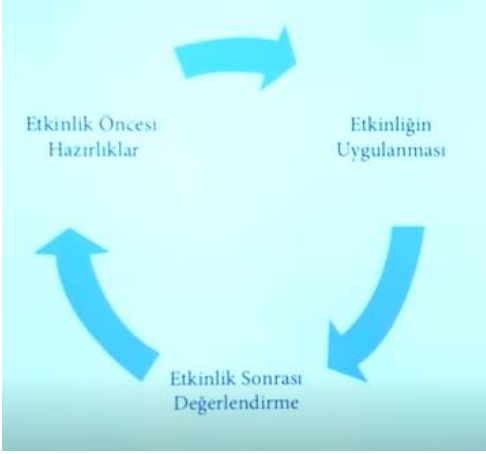 Etkinlik Öncesi
Hazırlıklar
Etkinliğin
Uygulanması
Etkinlik Sonrası
Değerlendirme